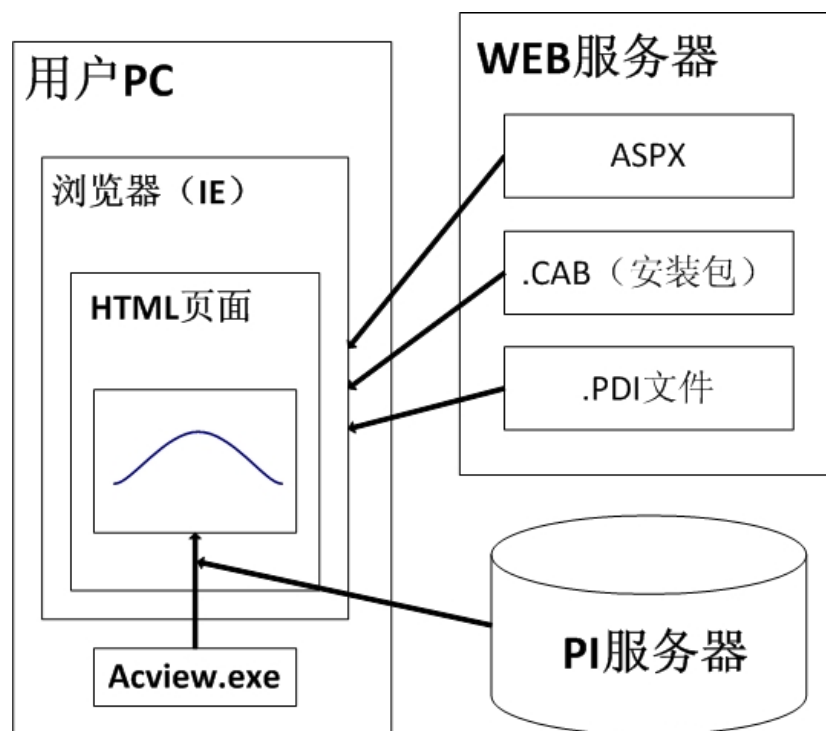 用户PC
浏览器（IE）
HTML页面
Acview.exe
WEB服务器
ASPX
.CAB（安装包）
.PDI文件
PI服务器